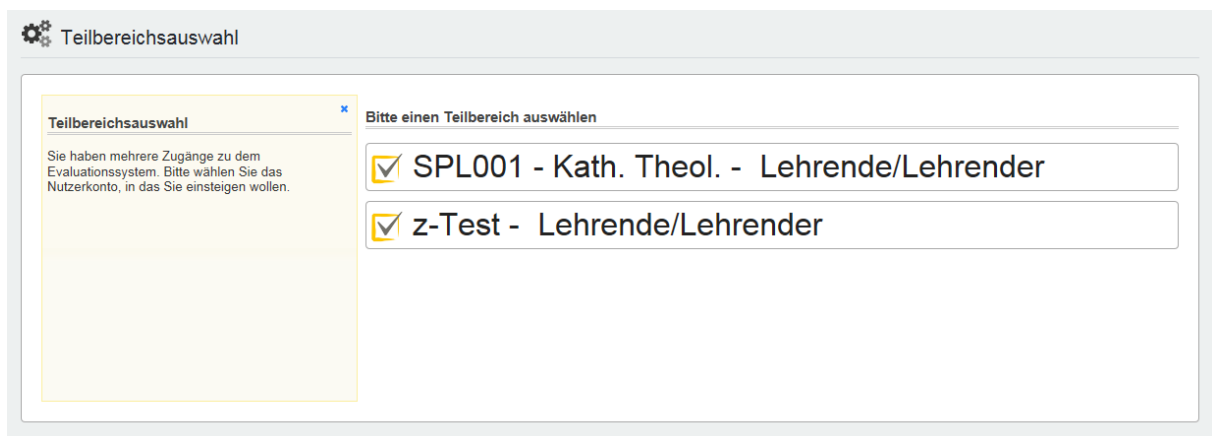 Teilbereichsauswahl
Teilbereichsauswahl
Sie haben mehrere Zugänge zu dem
Evaluationssystem. Bitte wählen Sie das
Nutzerkonto, in das Sie einsteigen wollen.
Bitte einen Teilbereich auswählen
SPL001 - Kath. Theol. - Lehrende/Lehrender
z-Test - Lehrende/Lehrender